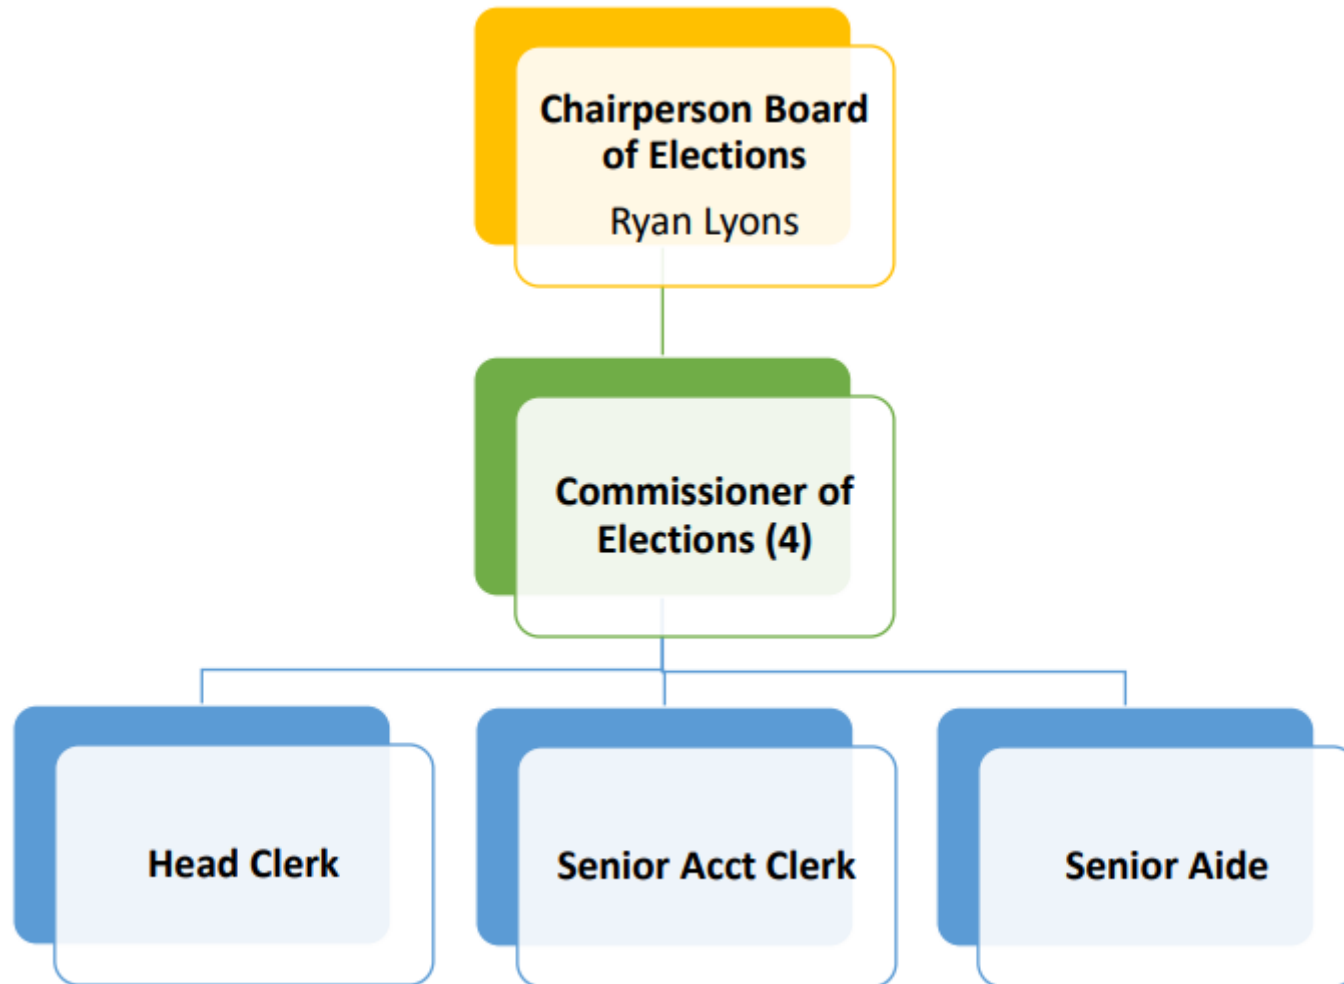 Chairperson Board
of Elections
Ryan Lyons
Commissioner of
Elections (4)
Head Clerk
Senior Acct Clerk
Senior Aide